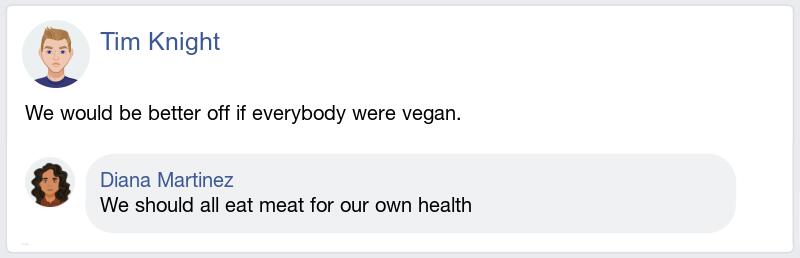 Tim Knight
We would be better off if everybody were vegan.
Diana Martinez
We should all eat meat for our own health